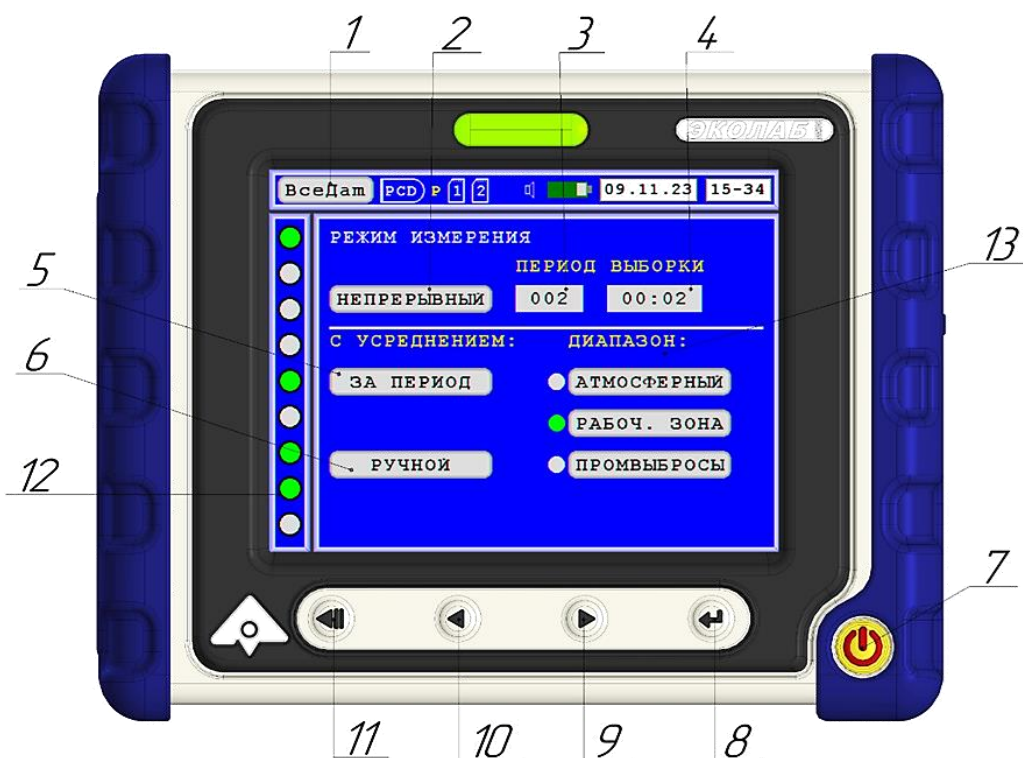 1 2 3 4
ЭКОЛАБ
ВсеДат PCD P 1 2 09.11.23 15-34
РЕЖИМ ИЗМЕРЕНИЯ
13
ПЕРИОД ВЫБОРКИ
5
НЕПРЕРЫВНЫЙ 002 00:02
С УСРЕДНЕНИЕМ: ДИАПАЗОН:
6
ЗА ПЕРИОД АТМОСФЕРНЫЙ
РАБОЧ. ЗОНА
12
РУЧНОЙ ПРОМВЫБРОСЫ
7
11 10 9 8